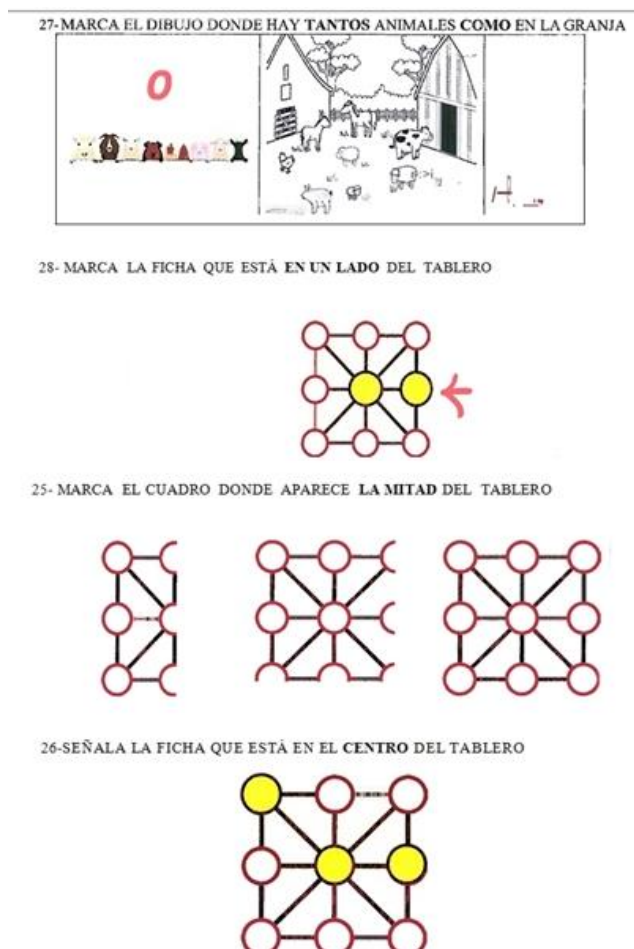 27-MARCA EL DIBUJO DONDE HAY TANTOS ANIMALES COMO EN LA GRANJA
28- MARCA LA FICHA QUE ESTÁ EN UN LADO DEL TABLERO
25- MARCA EL CUADRO DONDE APARECE LA MITAD DEL TABLERO
26-SEÑALA LA FICHA QUE ESTÁ EN EL CENTRO DEL TABLERO